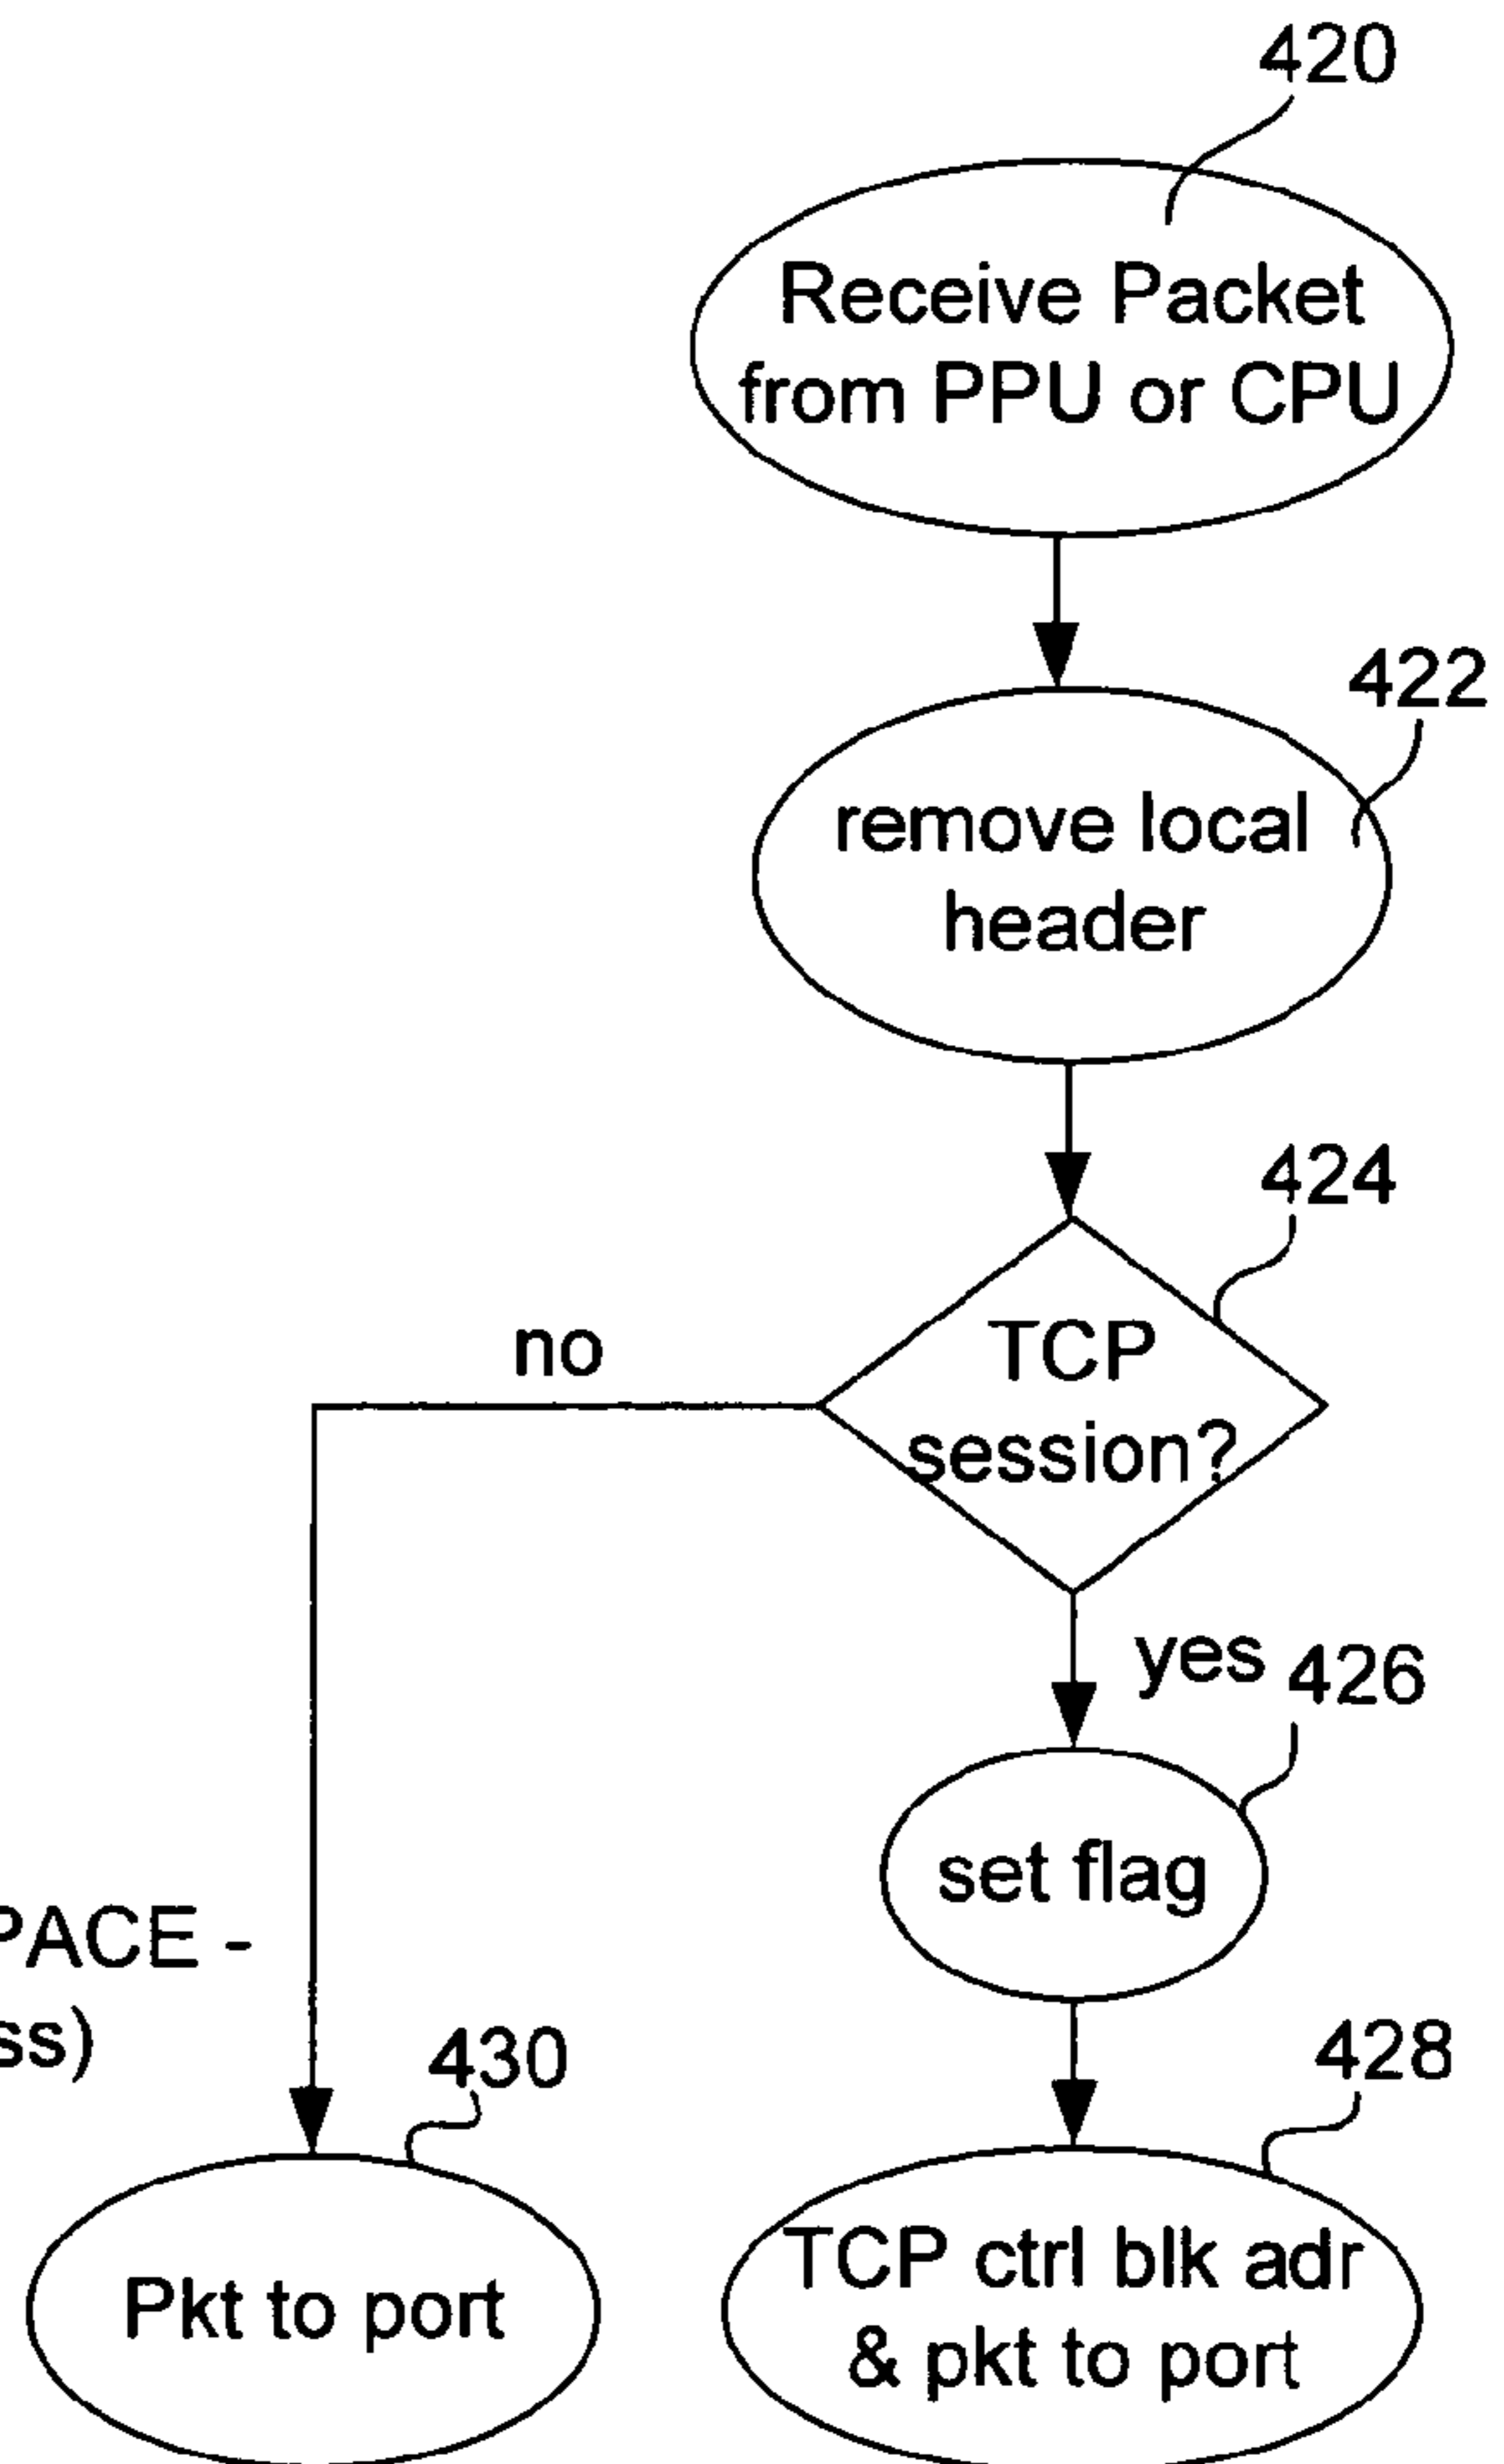 420
Receive Packet
from PPU or CPU
422
remove local
header
424
no
TCP
session?
yes
426
set flag
PACE -
ss)
430
428
Pkt to port
TCP ctrl blk adr
& pkt to port